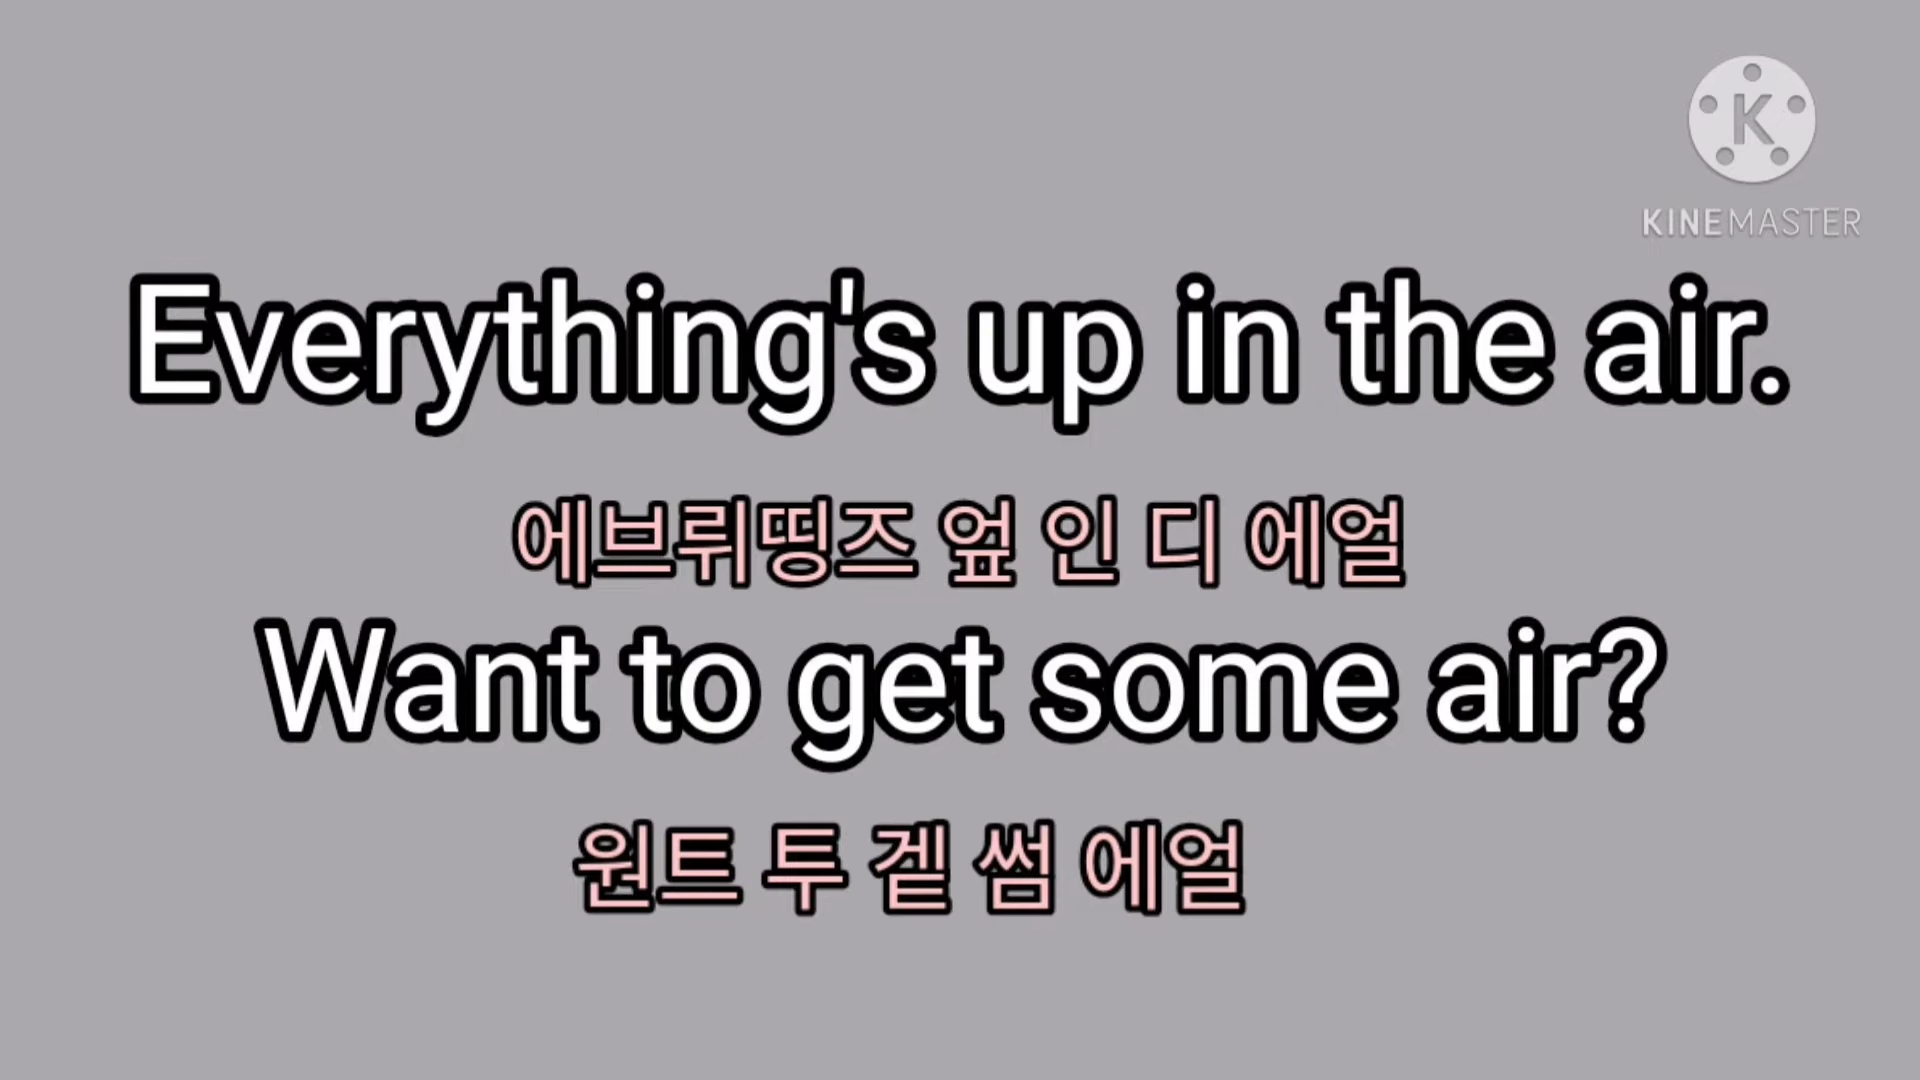 K
KINEMASTER
Everything's up in the air.
에브뤼띵즈 엎 인 디 에얼
Want to get some air?
원트 투 겥 썸 에얼